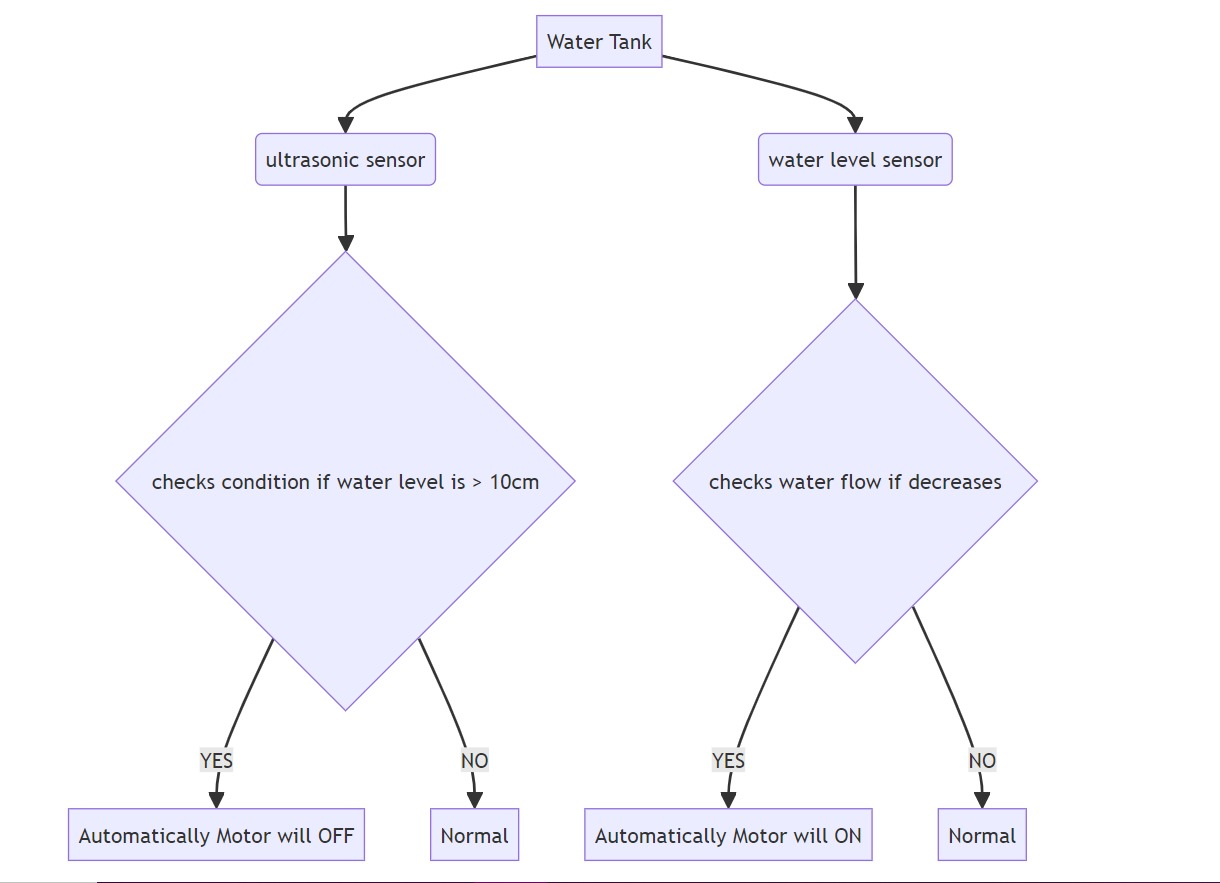 Water Tank
ultrasonic sensor
water level sensor
checks condition if water level is > 10cm
checks water flow if decreases
YES
NO
YES
NO
Automatically Motor will OFF
Normal
Automatically Motor will ON
Normal